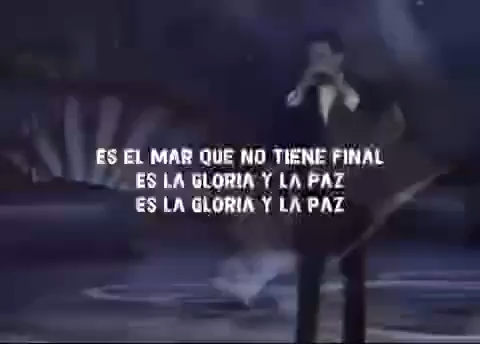 ES EL MAR QUE NO TIENE FINAL
ES LA GLORIA Y LA PAZ
ES LA GLORIA Y LA PAZ